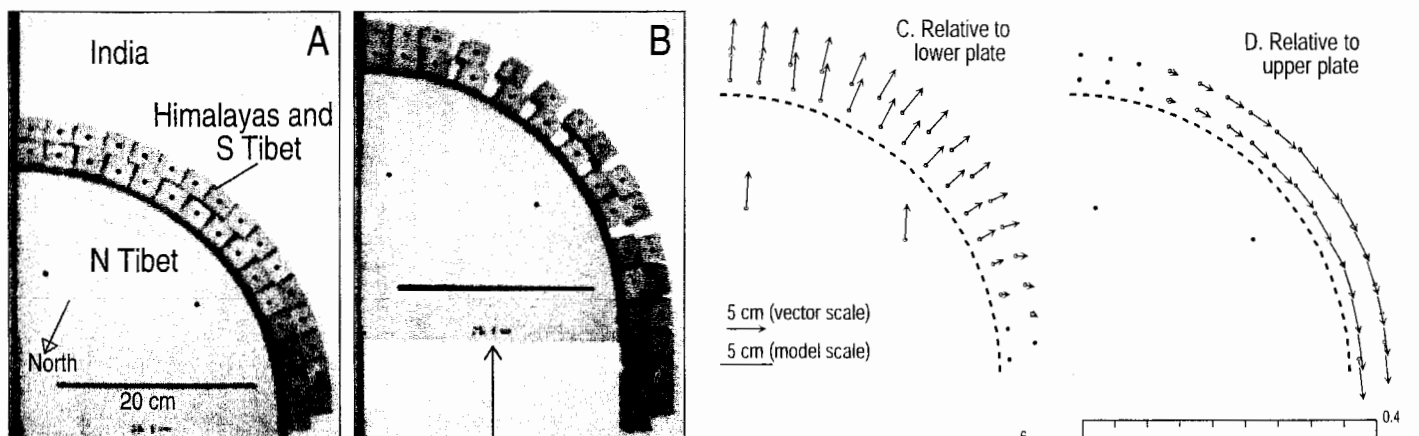 A
India
Himalayas and
S Tibet
N Tibet
North
20 cm
B
C. Relative to
lower plate
5 cm (vector scale)
5 cm (model scale)
6
D. Relative to
upper plate
0.4